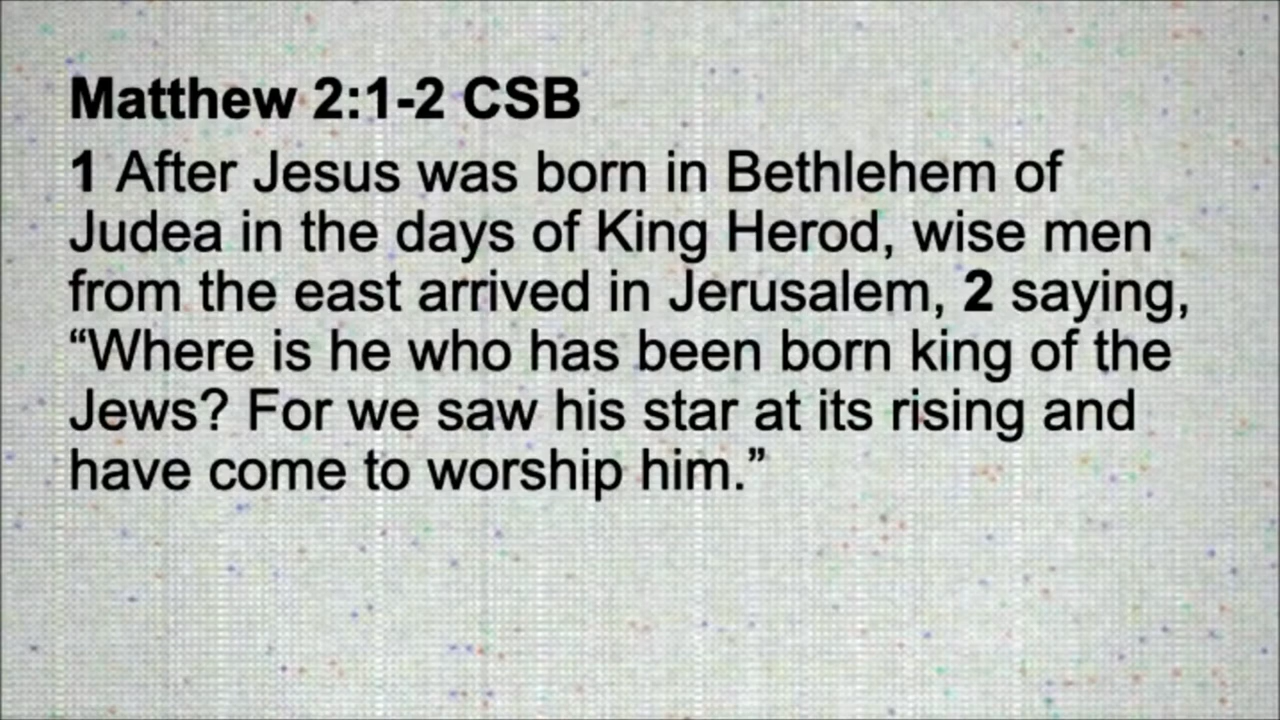 Matthew 2:1-2 CSB
1 After Jesus was born in Bethlehem of
Judea in the days of King Herod, wise men
from the east arrived in Jerusalem, 2 saying,
“Where is he who has been born king of the
Jews? For we saw his star at its rising and
have come to worship him.”